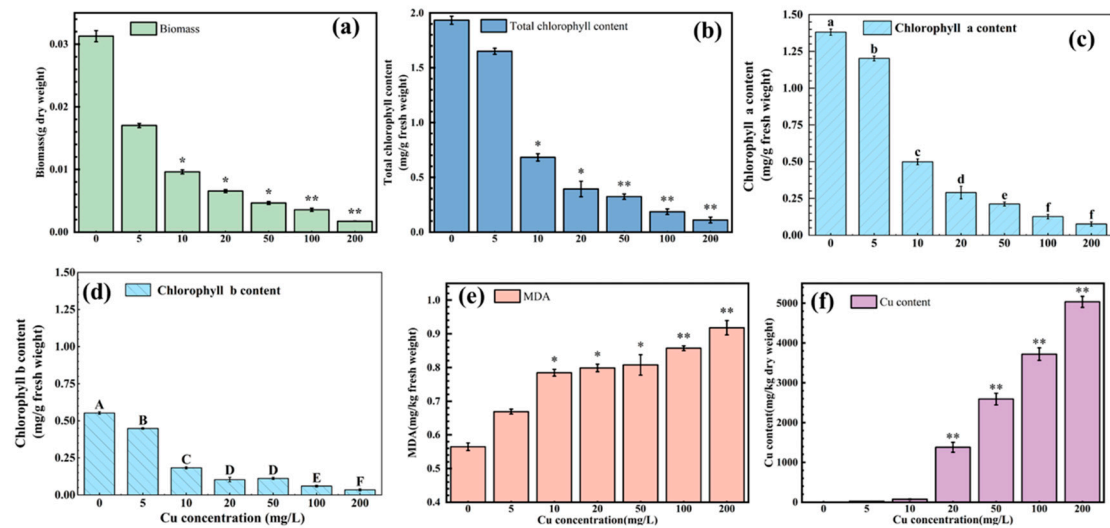 (a)
Biomass
Biomass(g dry weight)
0.03
0.02
0.01
0.00
*
*
*
**
**
0 5 10 20 50 100 200
(b)
Total chlorophyll content
Total chlorophyll content
(mg/g fresh weight)
2.0
1.5
1.0
0.5
0.0
*
*
**
**
**
0 5 10 20 50 100 200
(c)
Chlorophyll a content
Chlorophyll a content
(mg/g fresh wieght)
1.50
1.25
1.00
0.75
0.50
0.25
0.00
a
b
c
d
e
f
f
0 5 10 20 50 100 200
(d)
Chlorophyll b content
Chlorophyll b content
(mg/g fresh wieght)
1.50
1.25
1.00
0.75
0.50
0.25
0.00
A
B
C
D
D
E
F
0 5 10 20 50 100 200
Cu concentration (mg/L)
(e)
MDA
MDA(mg/kg fresh weight)
1.0
0.9
0.8
0.7
0.6
0.5
0.4
*
*
*
**
**
0 5 10 20 50 100 200
Cu concentration(mg/L)
(f)
Cu content
Cu content(mg/kg dry weight)
5000
4000
3000
2000
1000
0
**
**
**
**
0 5 10 20 50 100 200
Cu concentration(mg/L)